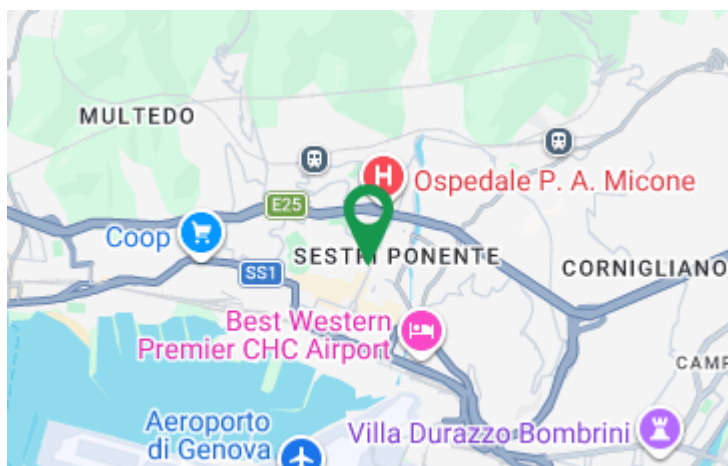 MULTEDO
H
Ospedale P. A. Micone
E25
Coop
SESTRI PONENTE
SS1
CORNIGLIANO
Best Western
Premier CHC Airport
CAMP
Aeroporto
di Genova
Villa Durazzo Bombrini